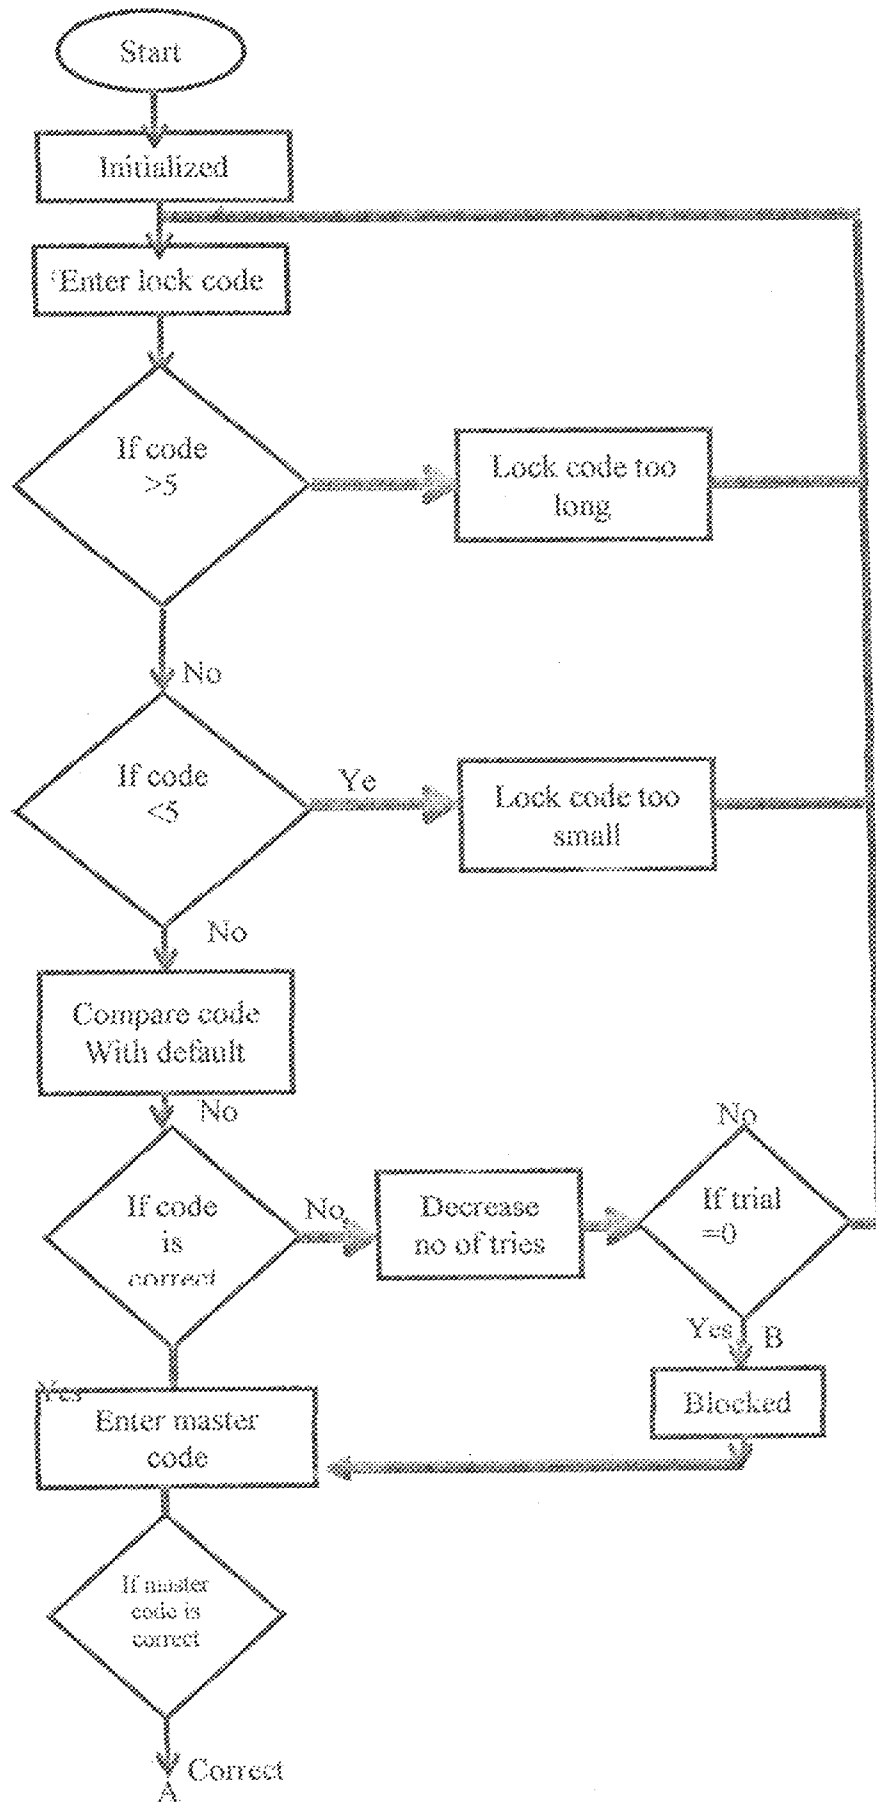 Start
Initialized
'Enter lock code
If code
>5
Lock code too
long
No
If code
<5
Ye
Lock code too
small
No
Compare code
With default
No
If code
is
correct
No
Decrease
no of tries
No
If trial
=0
Yes
B
Blocked
Yes
Enter master
code
If master
code is
correct
Correct
A